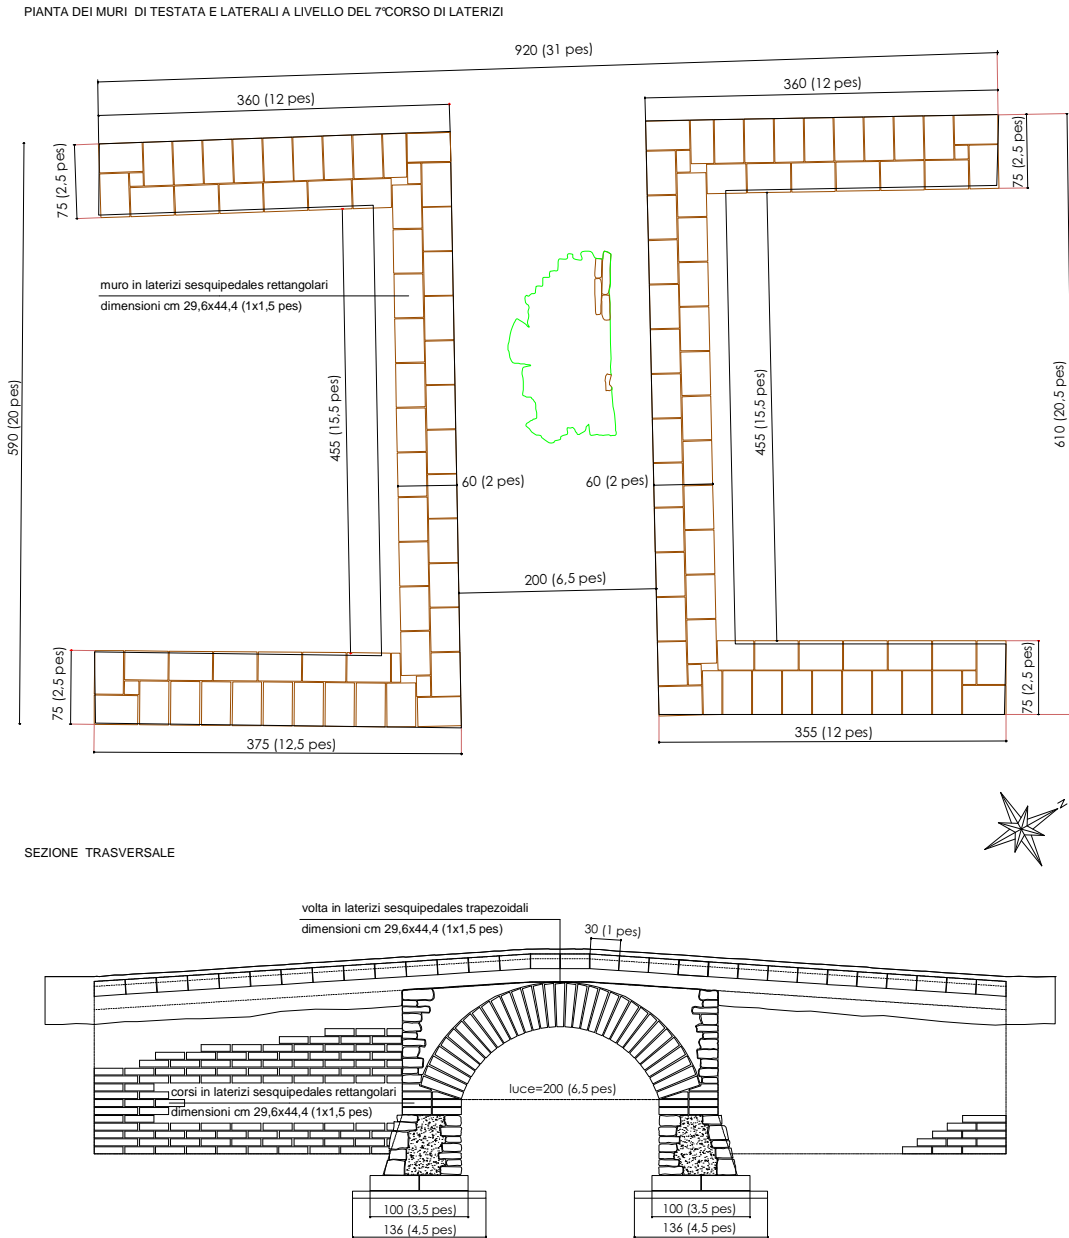 PIANTA DEI MURI DI TESTATA E LATERALI A LIVELLO DEL 7°CORSO DI LATERIZI
920 (31 pes)
360 (12 pes)
360 (12 pes)
75 (2,5 pes)
75 (2,5 pes)
muro in laterizi sesquipedales rettangolari
dimensioni cm 29,6x44,4 (1x1,5 pes)
590 (20 pes)
455 (15,5 pes)
455 (15,5 pes)
610 (20,5 pes)
60 (2 pes)
60 (2 pes)
200 (6,5 pes)
75 (2,5 pes)
75 (2,5 pes)
375 (12,5 pes)
355 (12 pes)
N
SEZIONE TRASVERSALE
volta in laterizi sesquipedales trapezoidali
dimensioni cm 29,6x44,4 (1x1,5 pes)
30 (1 pes)
corsi in laterizi sesquipedales rettangolari
dimensioni cm 29,6x44,4 (1x1,5 pes)
luce=200 (6,5 pes)
100 (3,5 pes)
136 (4,5 pes)
100 (3,5 pes)
136 (4,5 pes)